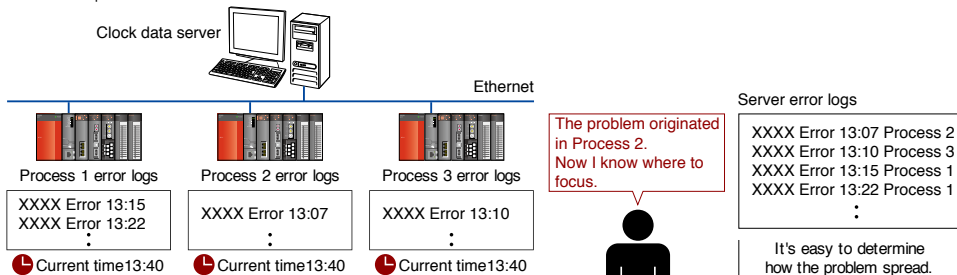 Clock data server
Ethernet
Process 1 error logs
XXXX Error 13:15
XXXX Error 13:22
:
Current time13:40
Process 2 error logs
XXXX Error 13:07
:
Current time13:40
Process 3 error logs
XXXX Error 13:10
:
Current time13:40
The problem originated
in Process 2.
Now I know where to
focus.
Server error logs
XXXX Error 13:07 Process 2
XXXX Error 13:10 Process 3
XXXX Error 13:15 Process 1
XXXX Error 13:22 Process 1
:
It's easy to determine
how the problem spread.